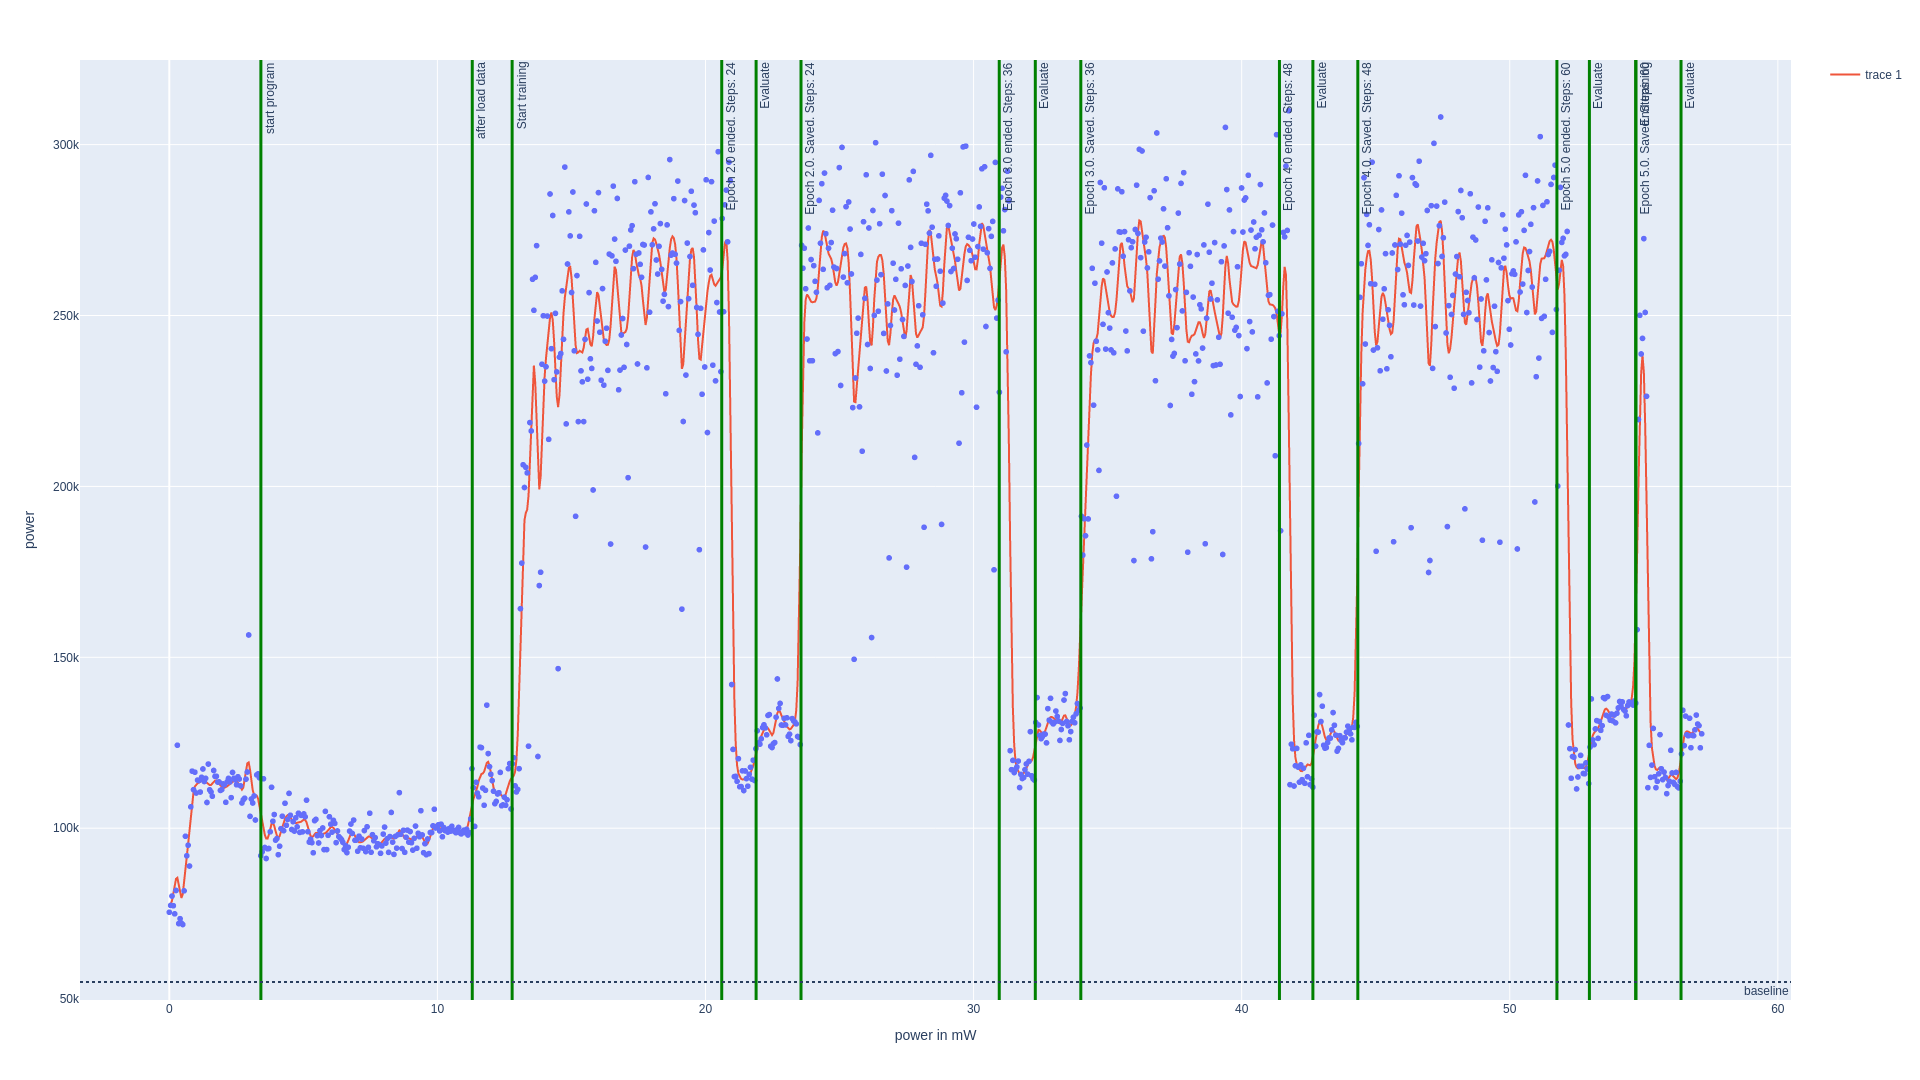 start program
after load data
Start training
Epoch 2.0 ended. Steps: 24
Evaluate
Epoch 2.0. Saved. Steps: 24
Epoch 3.0 ended. Steps: 36
Evaluate
Epoch 3.0. Saved. Steps: 36
Epoch 4.0 ended. Steps: 48
Evaluate
Epoch 4.0. Saved. Steps: 48
Epoch 5.0 ended. Steps: 60
Evaluate
Epoch 5.0. Saved. Steps: 60
Evaluate
trace 1
300k
250k
200k
150k
100k
50k
power
baseline
0 10 20 30 40 50 60
power in mW